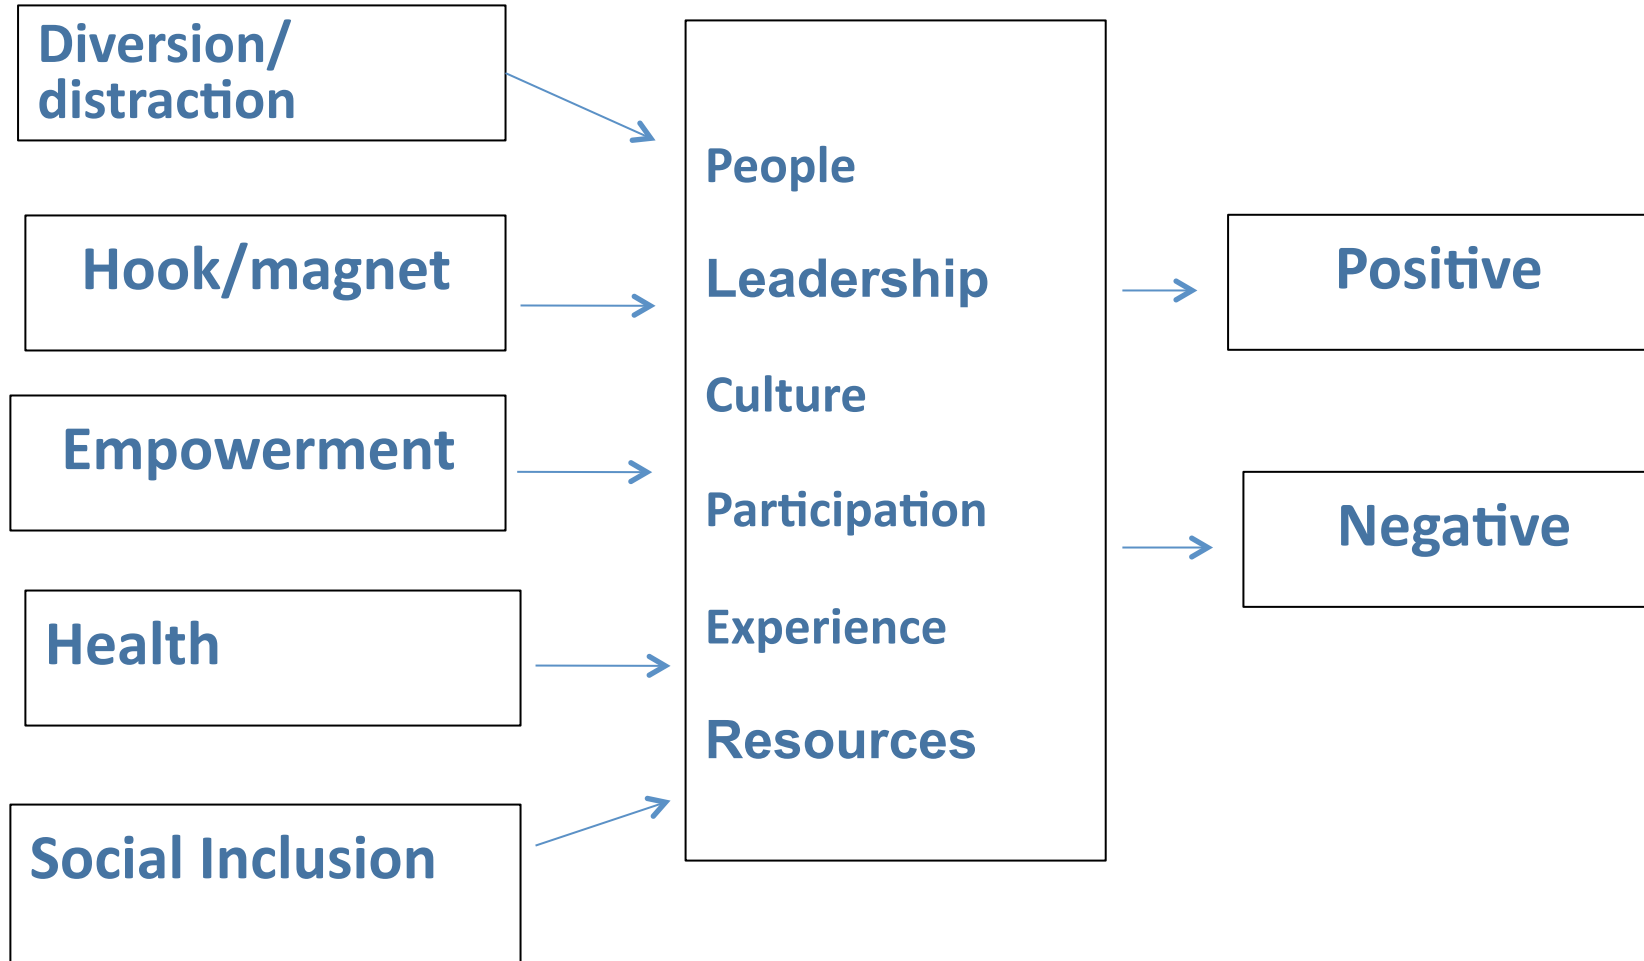 Diversion/
distraction
Hook/magnet
Empowerment
Health
Social Inclusion
People
Leadership
Culture
Participation
Experience
Resources
Positive
Negative